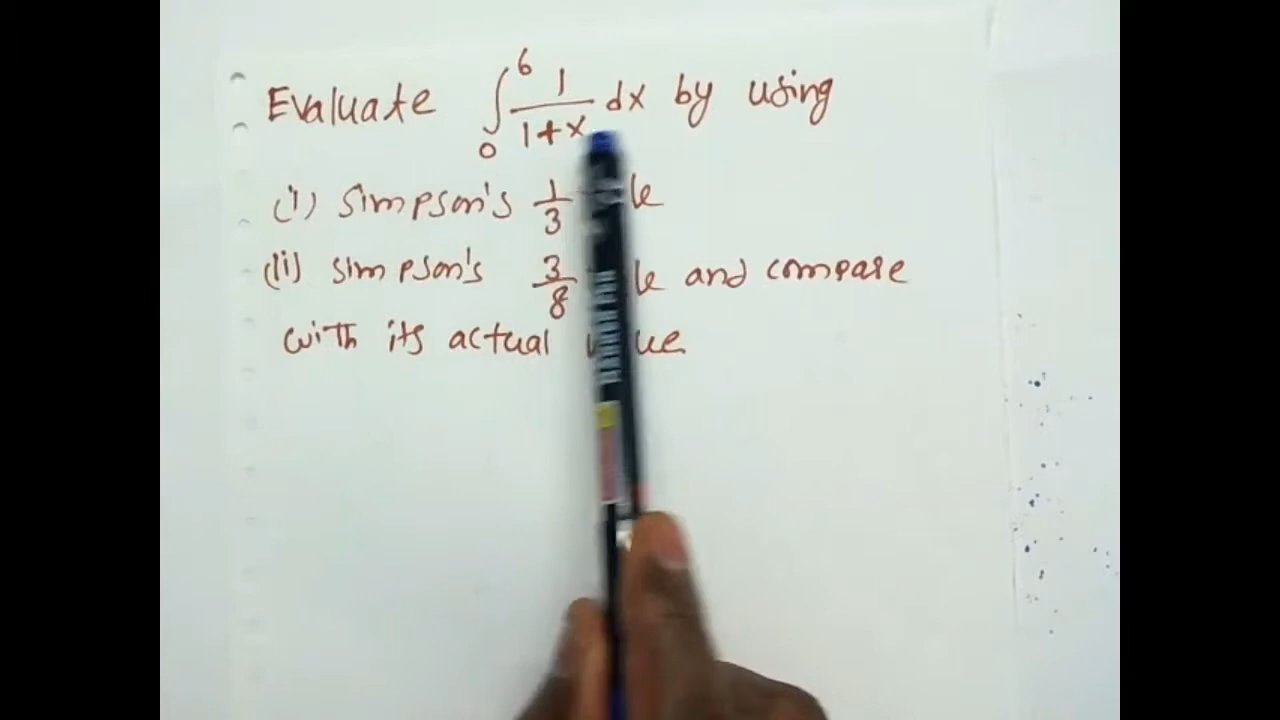 Evaluate ∫₀⁶ 1/(1+x) dx by using
(i) Simpson's 1/3
(ii) Simpson's 3/8 and compare
with its actual